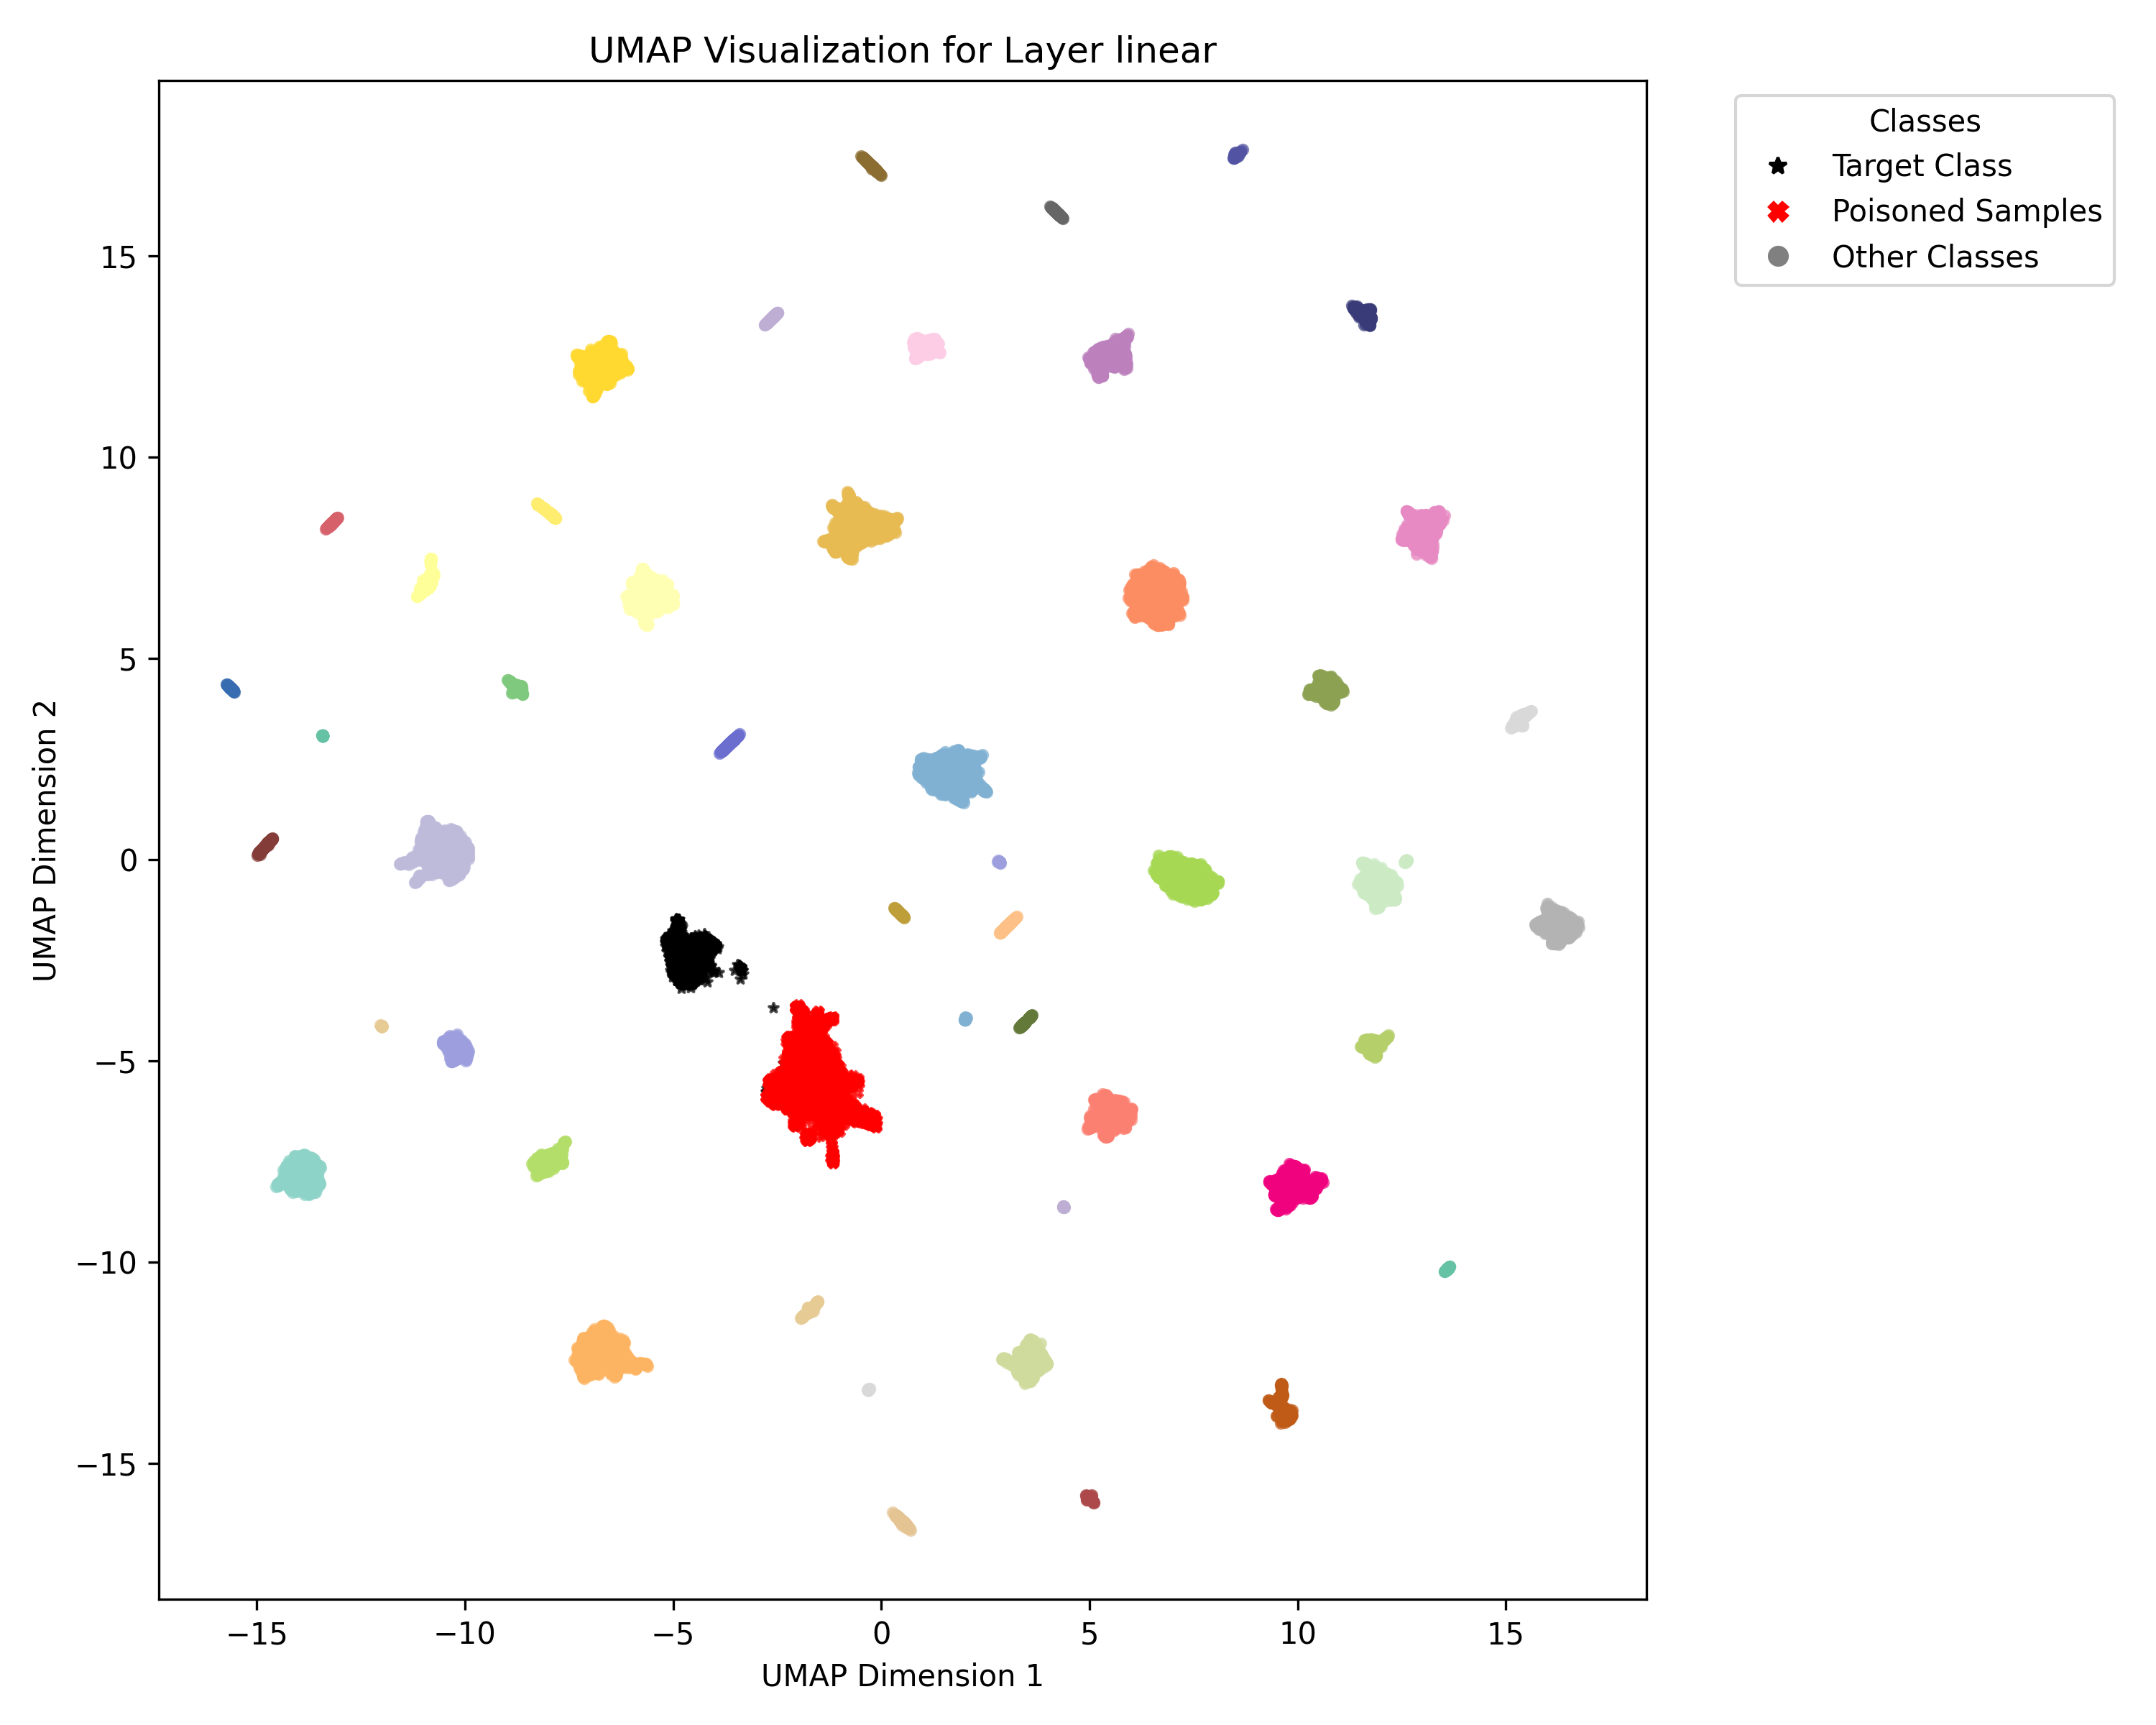 UMAP Visualization for Layer linear
Classes
Target Class
Poisoned Samples
Other Classes
UMAP Dimension 2
15
10
5
0
−5
−10
−15
−15
−10
−5
0
5
10
15
UMAP Dimension 1